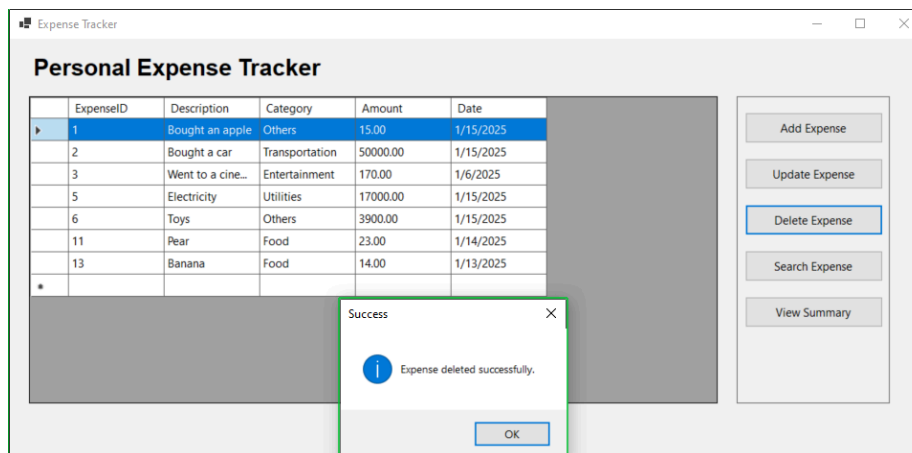 Expense Tracker
Personal Expense Tracker
ExpenseID Description Category Amount Date
1 Bought an apple Others 15.00 1/15/2025
2 Bought a car Transportation 50000.00 1/15/2025
3 Went to a cine... Entertainment 170.00 1/6/2025
5 Electricity Utilities 17000.00 1/15/2025
6 Toys Others 3900.00 1/15/2025
11 Pear Food 23.00 1/14/2025
13 Banana Food 14.00 1/13/2025
Add Expense
Update Expense
Delete Expense
Search Expense
View Summary
Success
Expense deleted successfully.
OK